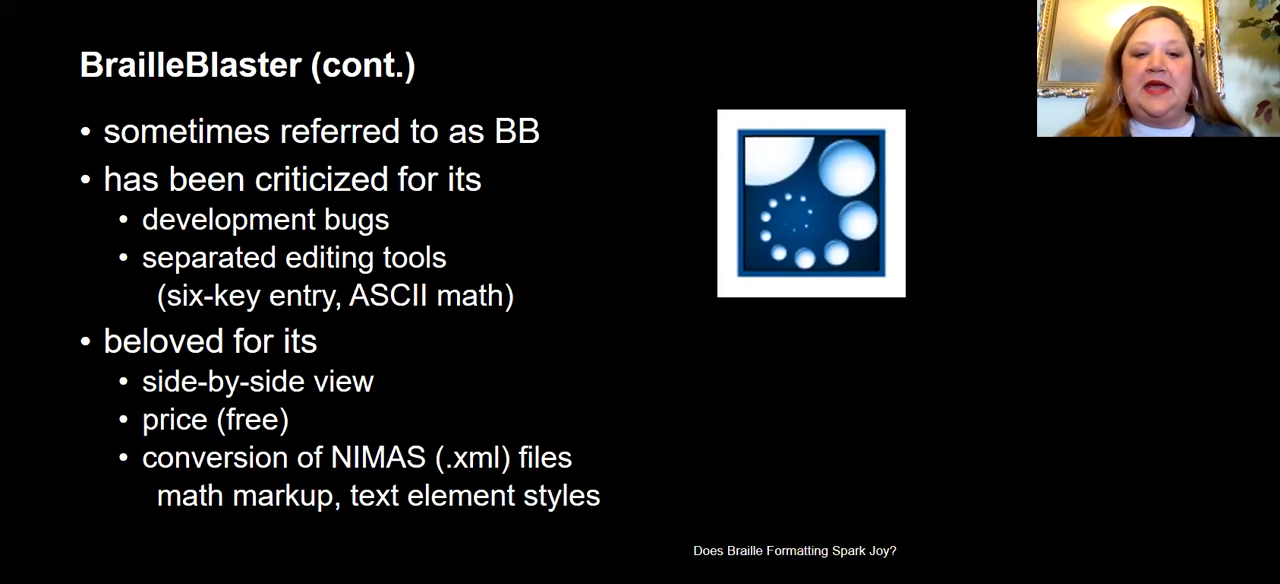 BrailleBlaster (cont.)
• sometimes referred to as BB
• has been criticized for its
• development bugs
• separated editing tools
(six-key entry, ASCII math)
• beloved for its
• side-by-side view
• price (free)
• conversion of NIMAS (.xml) files
math markup, text element styles
Does Braille Formatting Spark Joy?